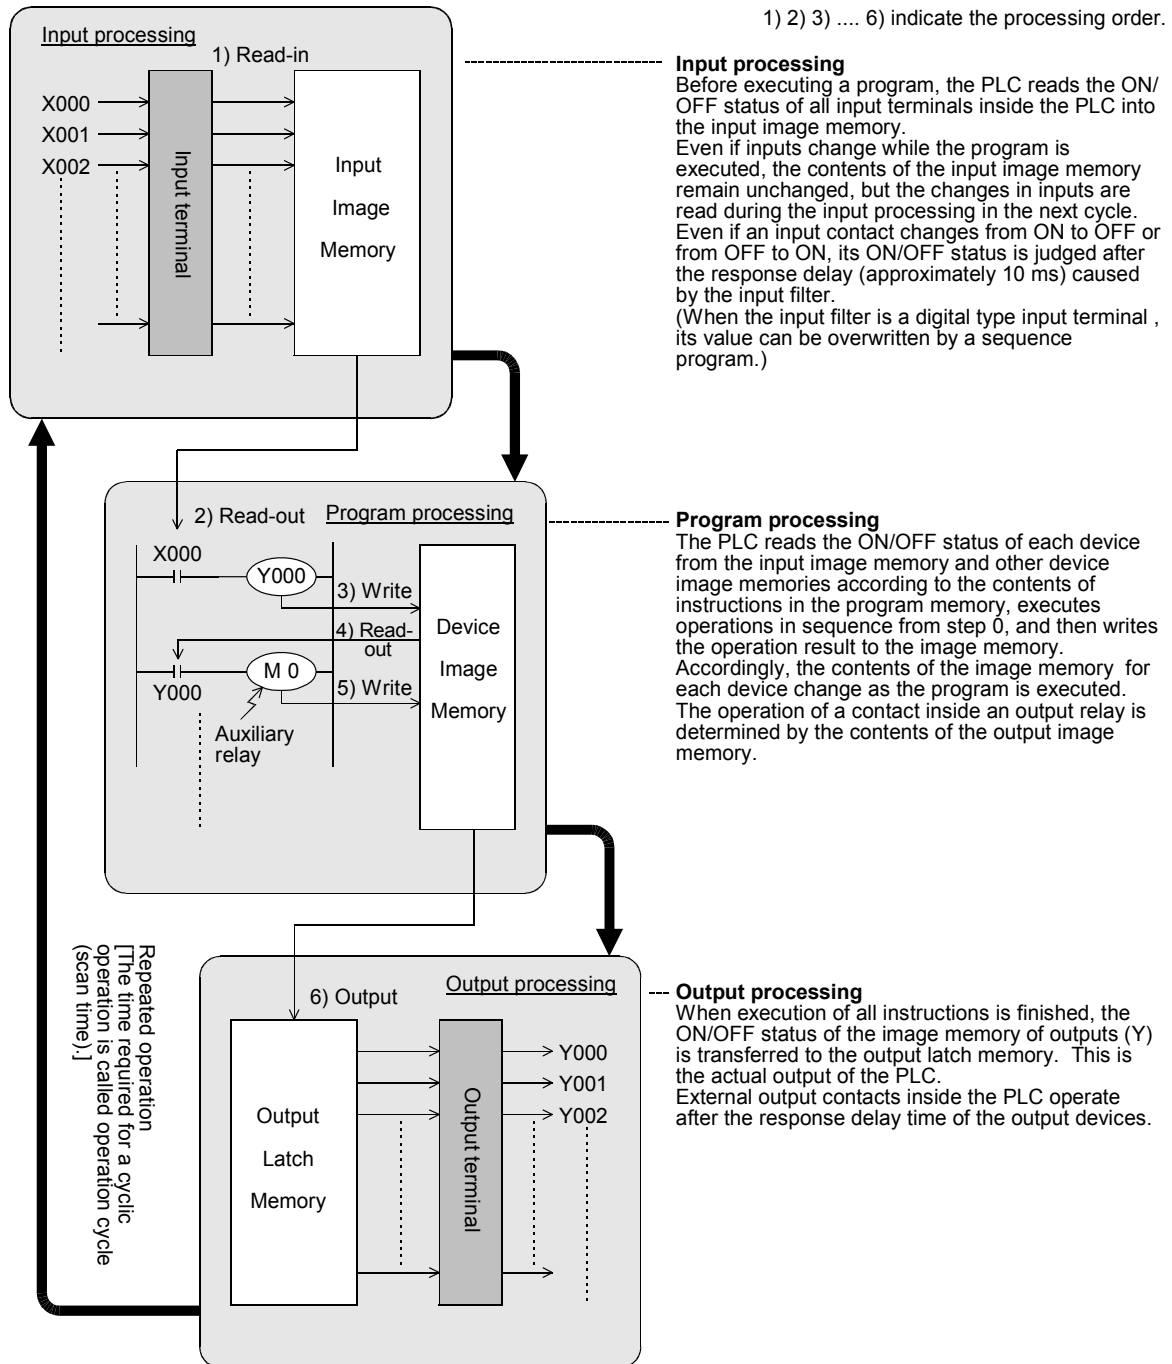 1) 2) 3) .... 6) indicate the processing order.
Input processing
1) Read-in
X000
X001
X002
Input terminal
Input
Image
Memory
Input processing
Before executing a program, the PLC reads the ON/
OFF status of all input terminals inside the PLC into
the input image memory.
Even if inputs change while the program is
executed, the contents of the input image memory
remain unchanged, but the changes in inputs are
read during the input processing in the next cycle.
Even if an input contact changes from ON to OFF or
from OFF to ON, its ON/OFF status is judged after
the response delay (approximately 10 ms) caused
by the input filter.
(When the input filter is a digital type input terminal ,
its value can be overwritten by a sequence
program.)
2) Read-out
Program processing
X000
Y000
3) Write
4) Read-
out
Y000
M 0
5) Write
Auxiliary
relay
Device
Image
Memory
Program processing
The PLC reads the ON/OFF status of each device
from the input image memory and other device
image memories according to the contents of
instructions in the program memory, executes
operations in sequence from step 0, and then writes
the operation result to the image memory.
Accordingly, the contents of the image memory  for
each device change as the program is executed.
The operation of a contact inside an output relay is
determined by the contents of the output image
memory.
Repeated operation
[The time required for a cyclic
operation is called operation cycle
(scan time).]
Output processing
6) Output
Output
Latch
Memory
Output terminal
Y000
Y001
Y002
Output processing
When execution of all instructions is finished, the
ON/OFF status of the image memory of outputs (Y)
is transferred to the output latch memory.  This is
the actual output of the PLC.
External output contacts inside the PLC operate
after the response delay time of the output devices.